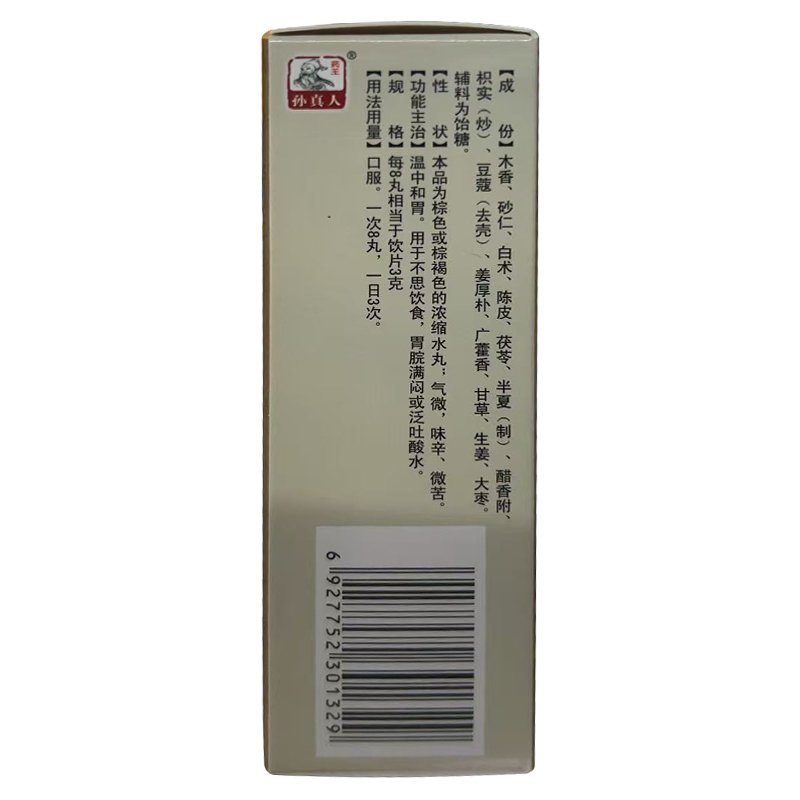 药王
孙真人
®
【成份】木香、砂仁、白术、陈皮、茯苓、半夏（制）、醋香附、
枳实（炒）、豆蔻（去壳）、姜厚朴、广藿香、甘草、生姜、大枣。
辅料为饴糖。
【性状】本品为棕色或棕褐色的浓缩水丸；气微，味辛、微苦。
【功能主治】温中和胃。用于不思饮食，胃脘满闷或泛吐酸水。
【规格】每8丸相当于饮片3克
【用法用量】口服。一次8丸，一日3次。
6927752301329